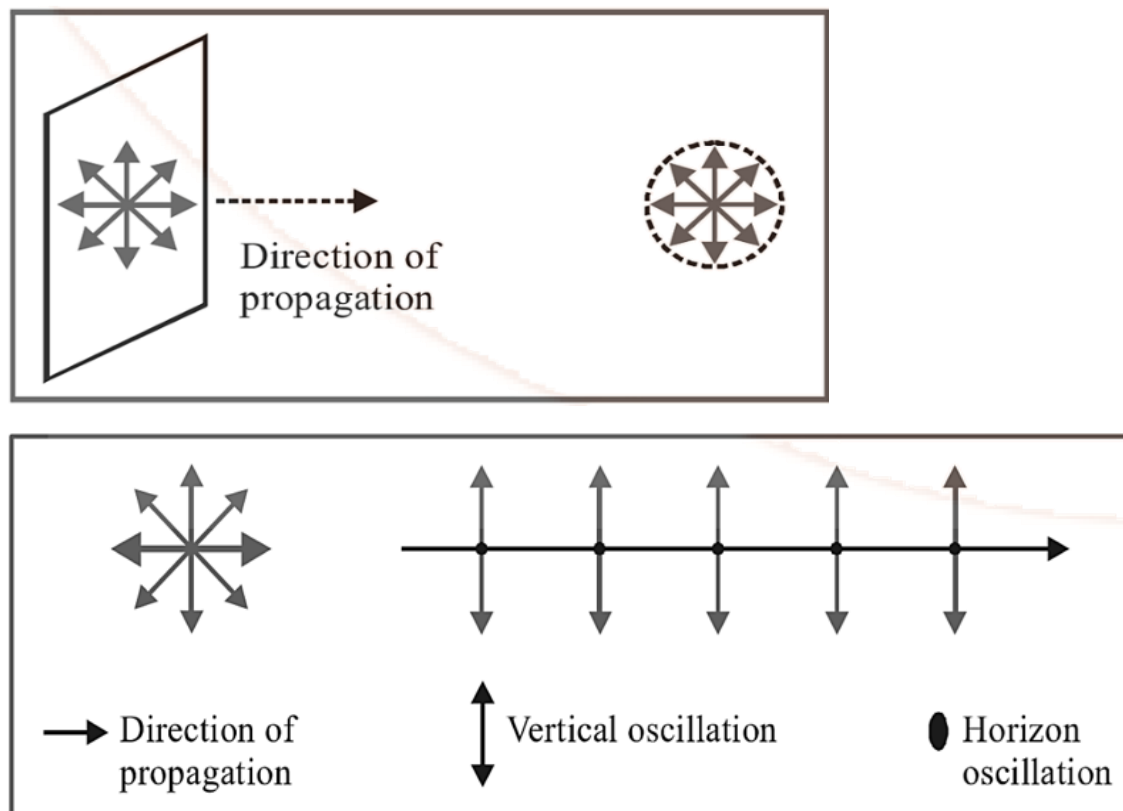 Direction of
propagation
Direction of
propagation
Vertical oscillation
Horizon
oscillation